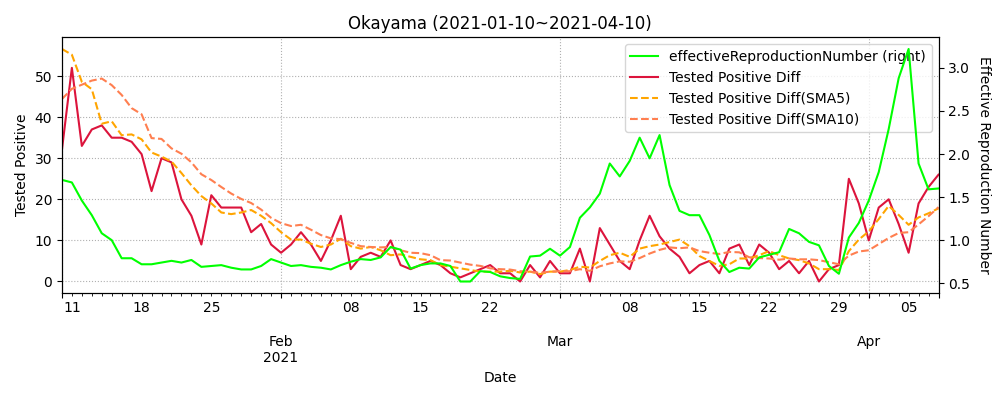 Okayama (2021-01-10~2021-04-10)
effectiveReproductionNumber (right)
Tested Positive Diff
Tested Positive Diff(SMA5)
Tested Positive Diff(SMA10)
Tested Positive
50
40
30
20
10
0
3.0
2.5
2.0
1.5
1.0
0.5
Effective Reproduction Number
11 18 25 08 15 22 08 15 22 29 05
Feb Mar Apr
2021
Date